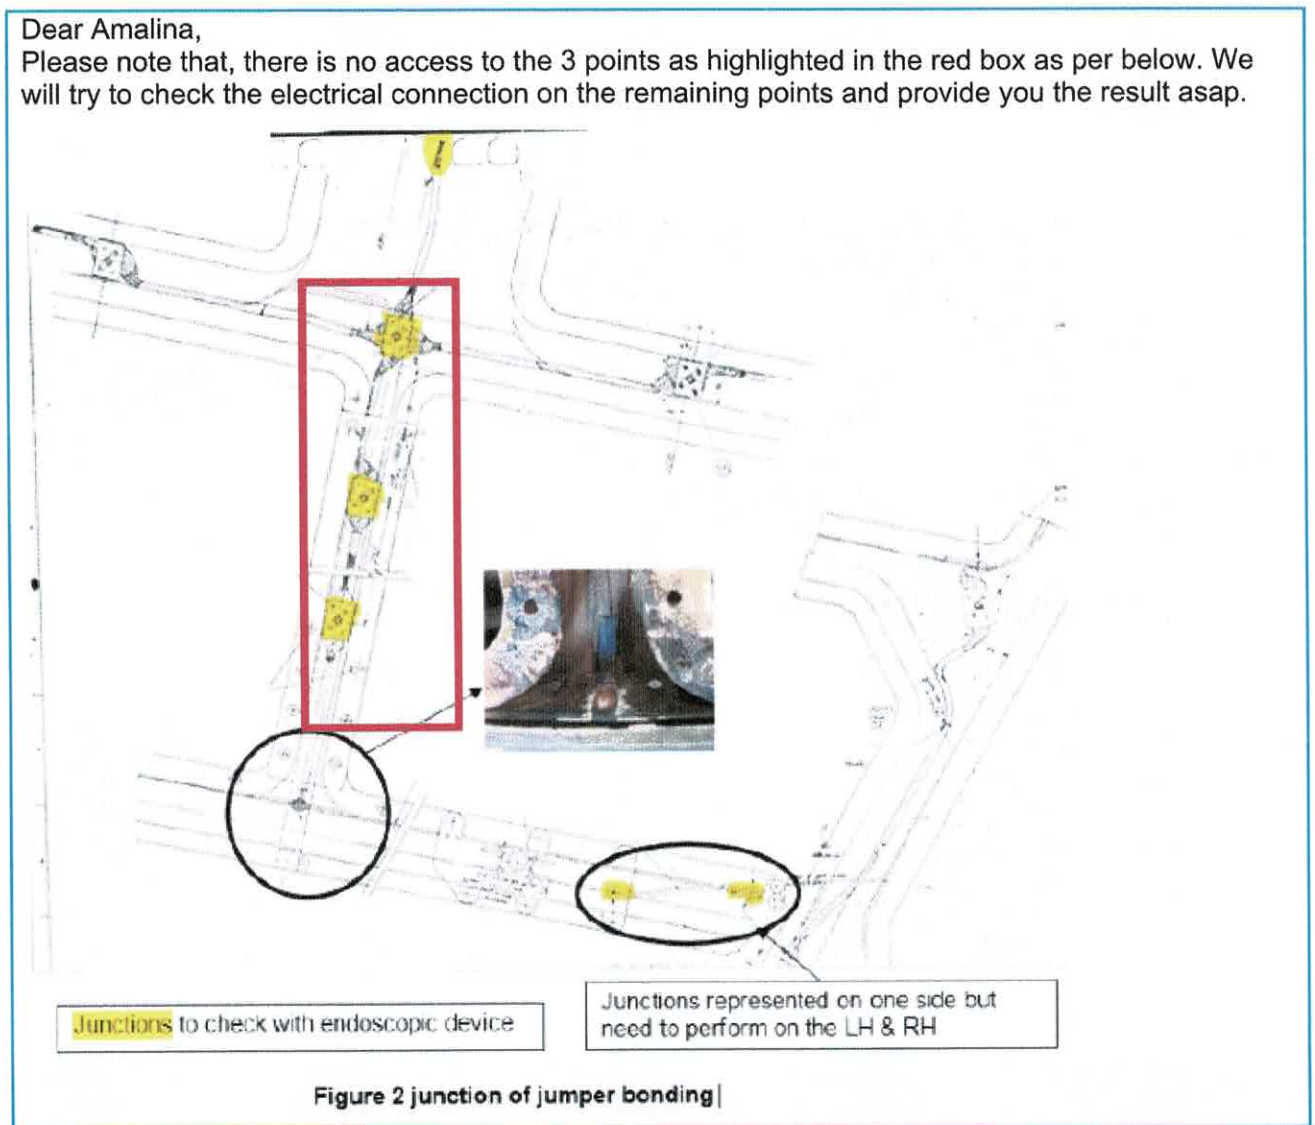 Dear Amalina,
Please note that, there is no access to the 3 points as highlighted in the red box as per below. We
will try to check the electrical connection on the remaining points and provide you the result asap.
Junctions to check with endoscopic device
Junctions represented on one side but
need to perform on the LH & RH
Figure 2 junction of jumper bonding